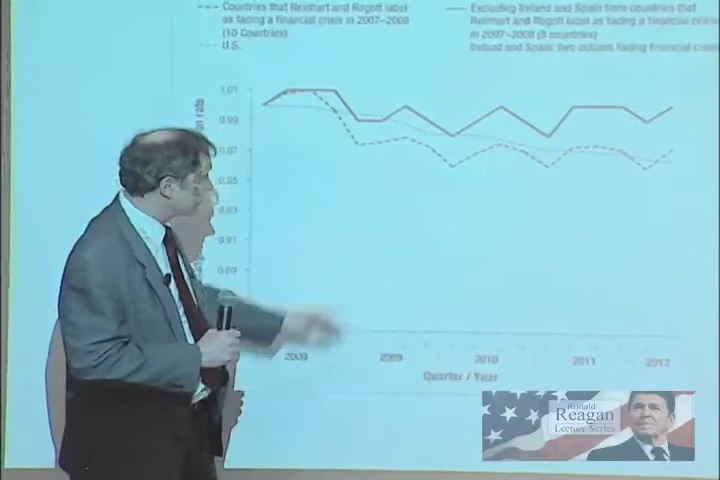 Countries that Reinhart and Rogoff label
as facing a financial crisis in 2007–2008
(10 Countries)
U.S.
Excluding Ireland and Spain from countries that
Reinhart and Rogoff label as facing a financial crisis
in 2007–2008 (8 countries)
Ireland and Spain: two outliers facing financial crisis
1.01
0.99
0.97
0.95
0.93
0.91
0.89
rate
2009
2009
2010
2011
2012
Quarter / Year
Ronald
Reagan
Lecture Series